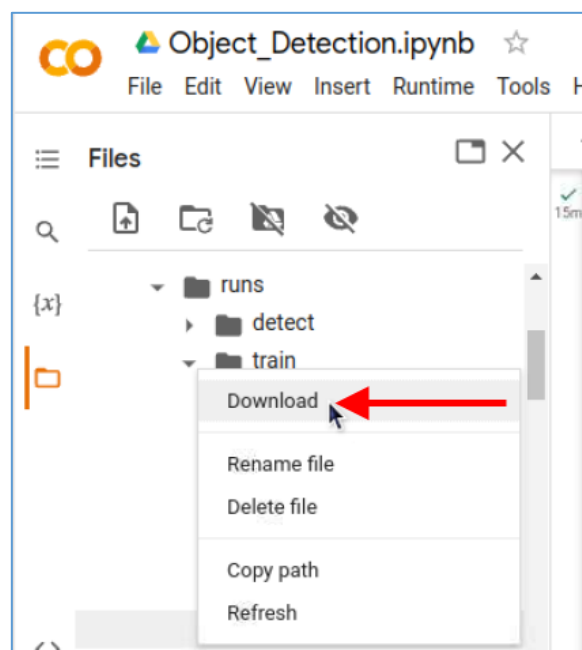 Object_Detection.ipynb
File Edit View Insert Runtime Tools H
Files
15m
{x}
runs
detect
train
Download
Rename file
Delete file
Copy path
Refresh